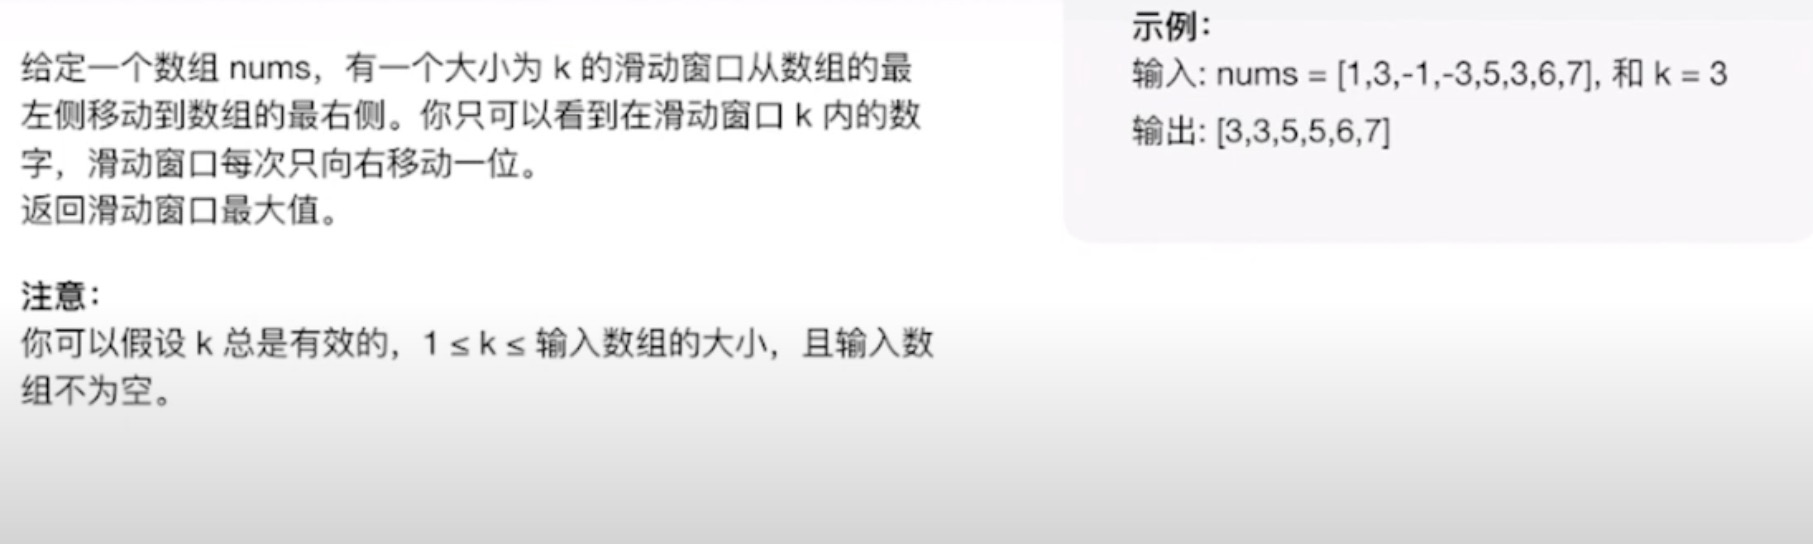 给定一个数组 nums，有一个大小为 k 的滑动窗口从数组的最
左侧移动到数组的最右侧。你只可以看到在滑动窗口 k 内的数
字，滑动窗口每次只向右移动一位。
返回滑动窗口最大值。
注意：
你可以假设 k 总是有效的，1 ≤ k ≤ 输入数组的大小，且输入数
组不为空。
示例：
输入: nums = [1,3,-1,-3,5,3,6,7], 和 k = 3
输出: [3,3,5,5,6,7]